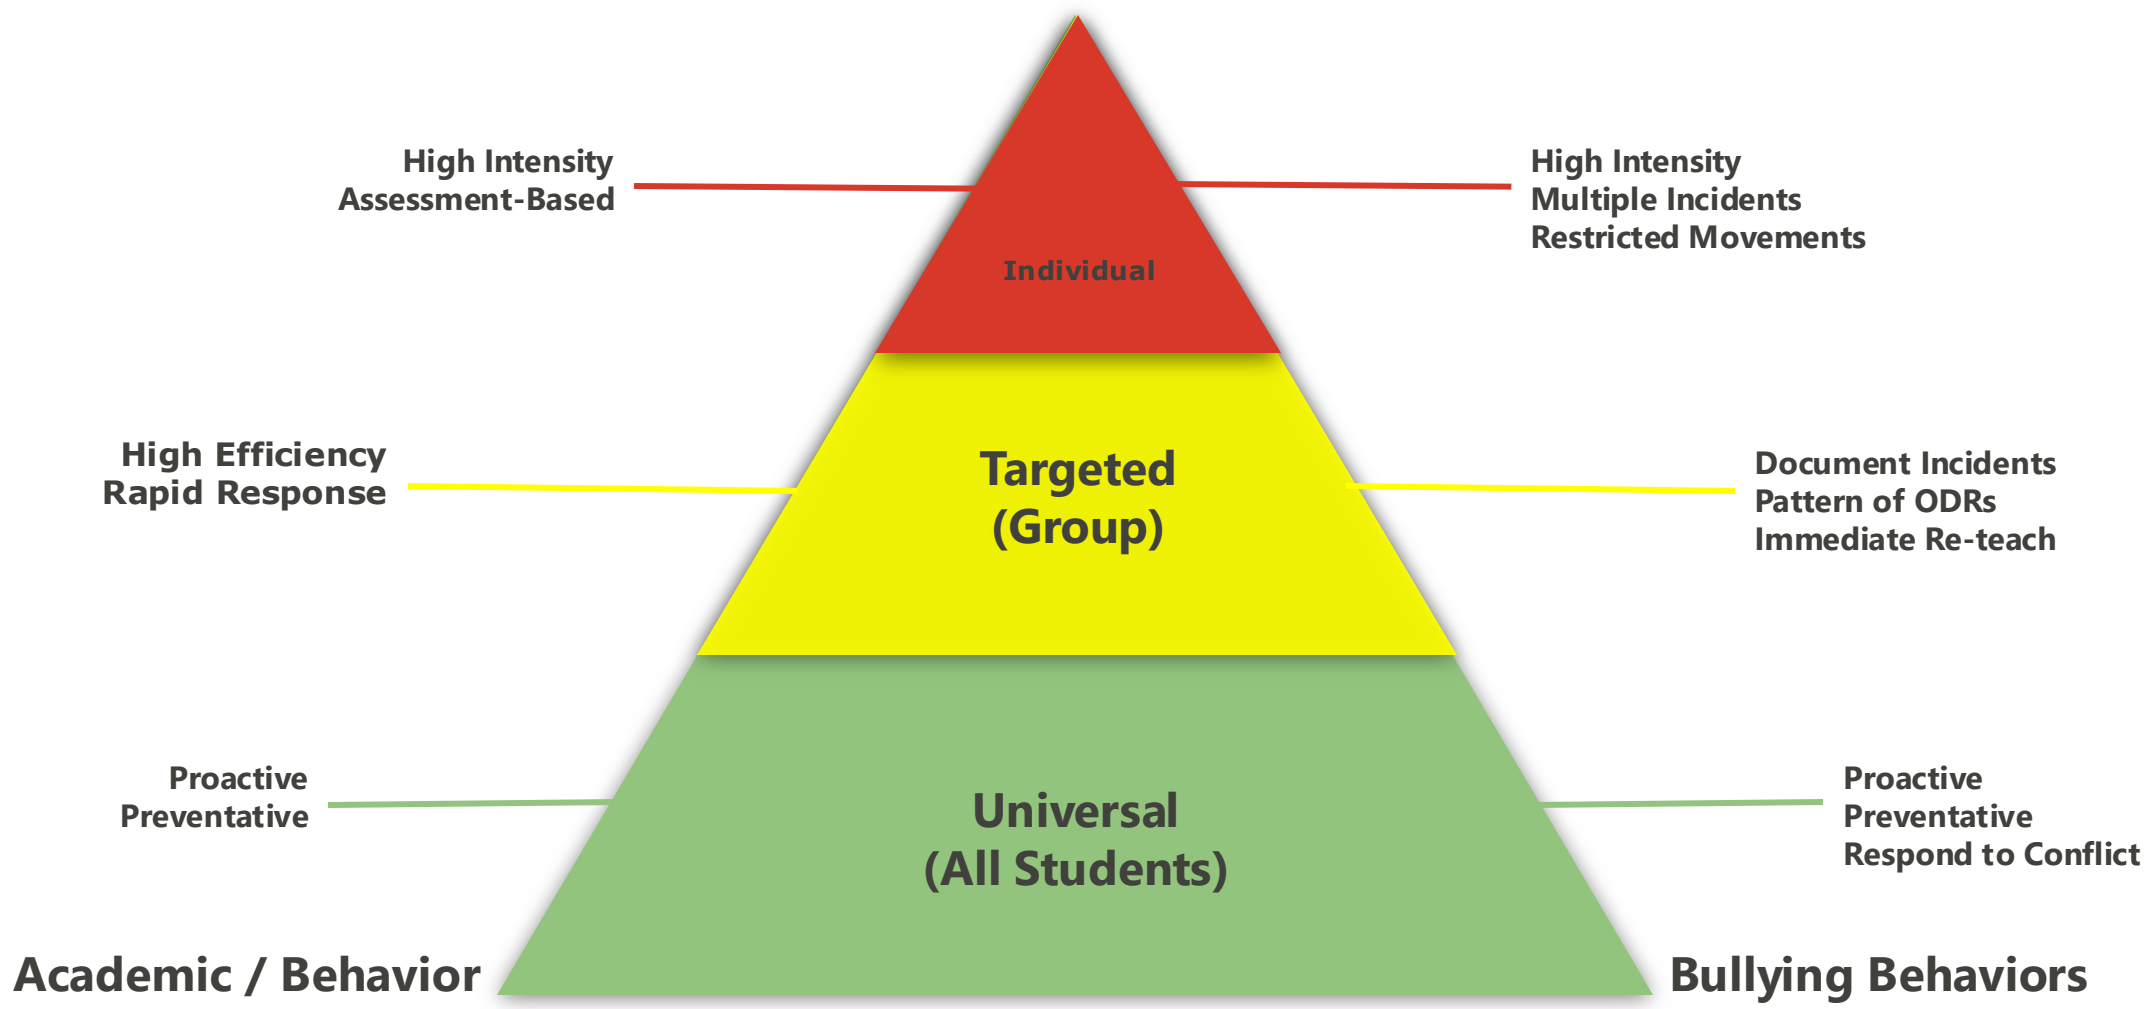 High Intensity
Assessment-Based
High Intensity
Multiple Incidents
Restricted Movements
Individual
High Efficiency
Rapid Response
Targeted
(Group)
Document Incidents
Pattern of ODRs
Immediate Re-teach
Proactive
Preventative
Universal
(All Students)
Proactive
Preventative
Respond to Conflict
Academic / Behavior
Bullying Behaviors